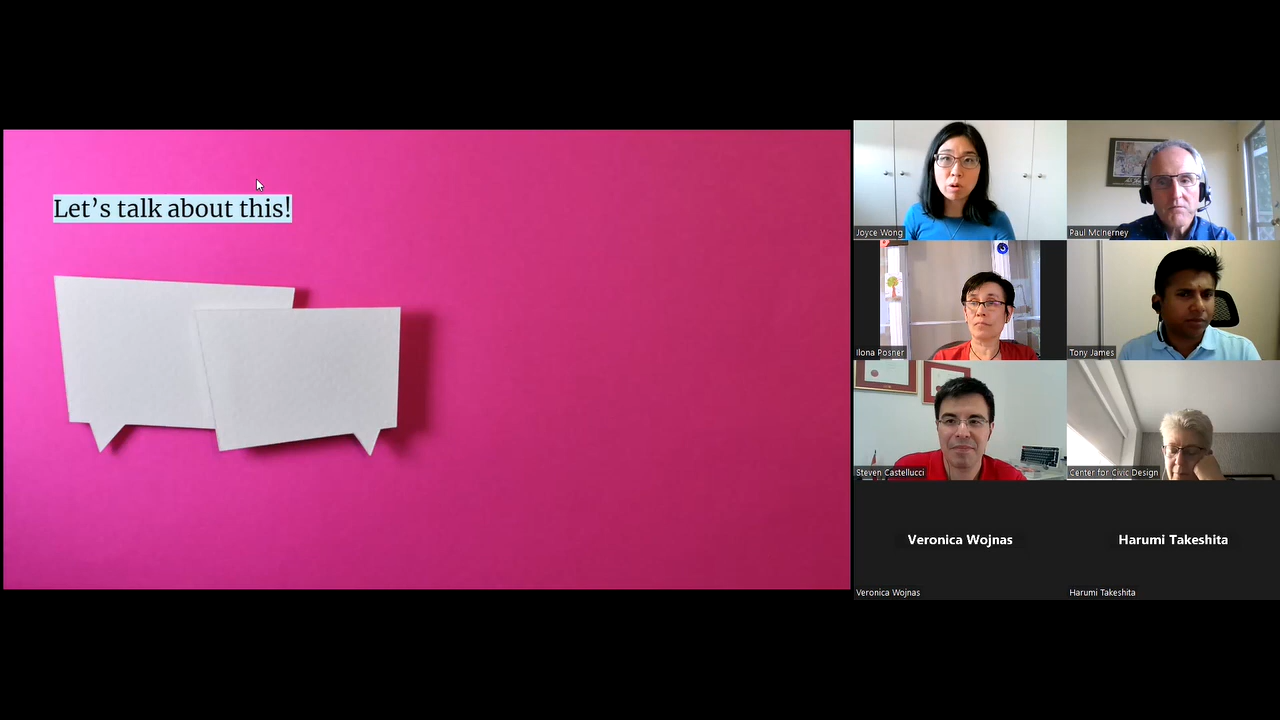 Let's talk about this!
Joyce Wong
Paul McInerney
Ilona Posner
Tony James
Steven Castellucci
Center for Civic Design
Veronica Wojnas
Harumi Takeshita
Veronica Wojnas
Harumi Takeshita